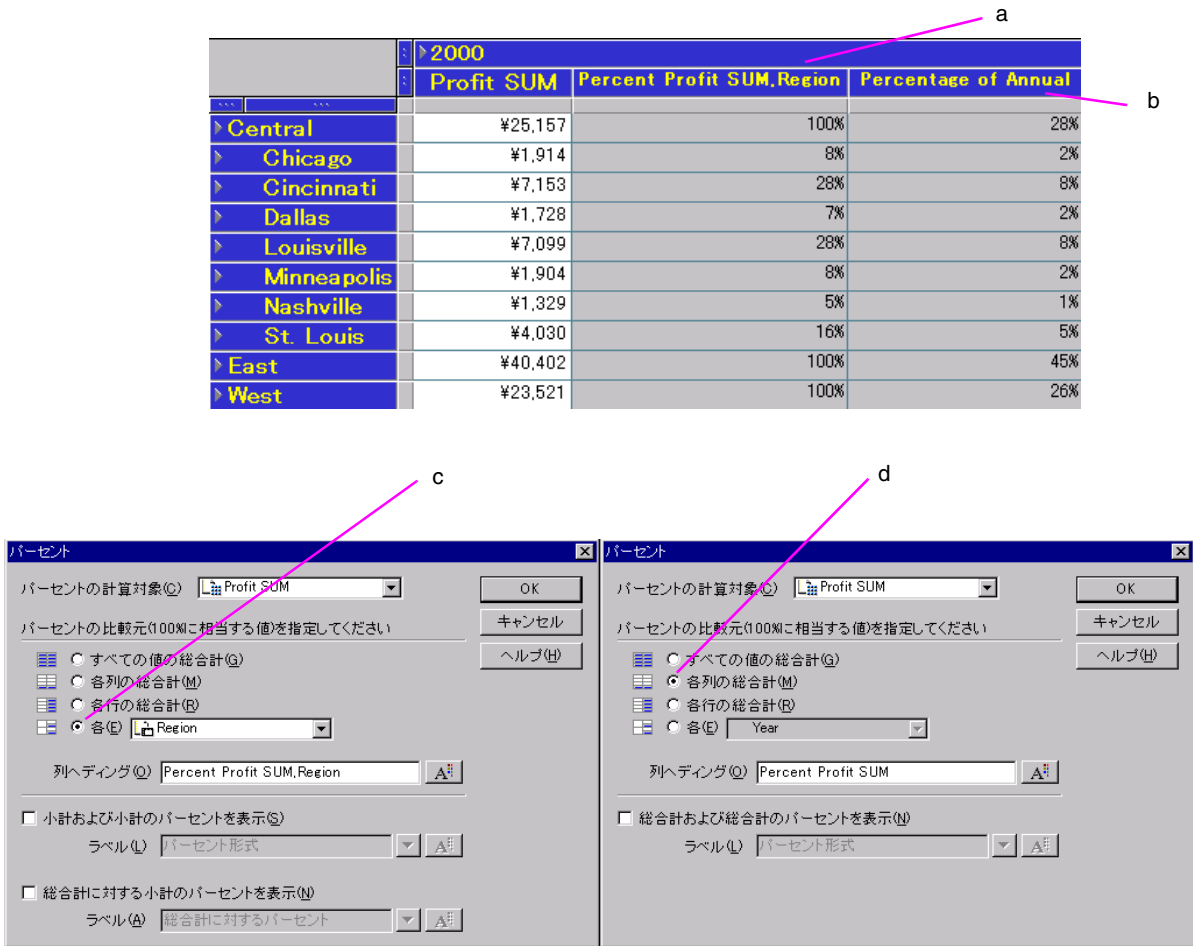 a
2000
Profit SUM Percent Profit SUM,Region Percentage of Annual
b
Central ¥25,157 100% 28%
Chicago ¥1,914 8% 2%
Cincinnati ¥7,153 28% 8%
Dallas ¥1,728 7% 2%
Louisville ¥7,099 28% 8%
Minneapolis ¥1,904 8% 2%
Nashville ¥1,329 5% 1%
St. Louis ¥4,030 16% 5%
East ¥40,402 100% 45%
West ¥23,521 100% 26%
c
d
パーセント
パーセントの計算対象(C) Profit SUM
OK
パーセントの比較元(100%に相当する値)を指定してください
キャンセル
すべての値の総合計(G)
ヘルプ(H)
各列の総合計(M)
各行の総合計(R)
各(E) Region
列ヘディング(O) Percent Profit SUM,Region A
小計および小計のパーセントを表示(S)
ラベル(L) パーセント形式 A
総合計に対する小計のパーセントを表示(N)
ラベル(A) 総合計に対するパーセント A
パーセント
パーセントの計算対象(C) Profit SUM
OK
パーセントの比較元(100%に相当する値)を指定してください
キャンセル
すべての値の総合計(G)
ヘルプ(H)
各列の総合計(M)
各行の総合計(R)
各(E) Year
列ヘディング(O) Percent Profit SUM A
総合計および総合計のパーセントを表示(N)
ラベル(L) パーセント形式 A